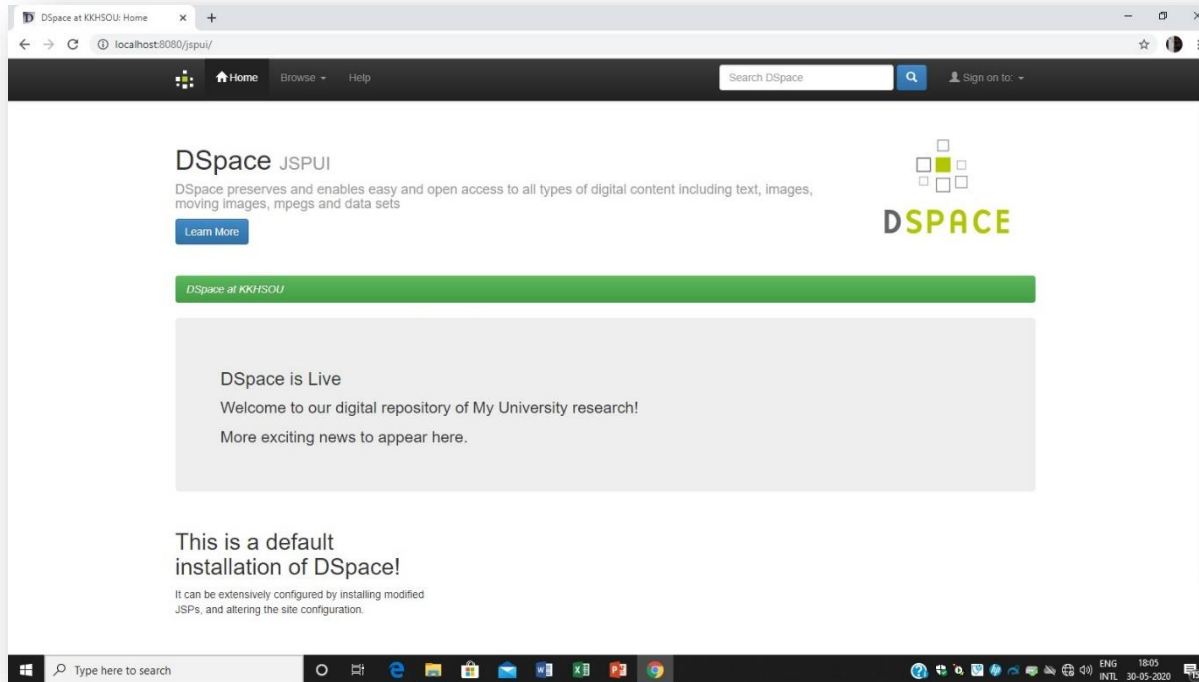 DSpace at KKHSOU: Home
localhost:8080/jspui/
Home Browse Help Search DSpace Sign on to:
DSpace JSPUI
DSpace preserves and enables easy and open access to all types of digital content including text, images,
moving images, mpegs and data sets
Learn More
DSPACE
DSpace at KKHSOU
DSpace is Live
Welcome to our digital repository of My University research!
More exciting news to appear here.
This is a default
installation of DSpace!
It can be extensively configured by installing modified
JSPs, and altering the site configuration.
Type here to search
ENG 18:05
INTL 30-05-2020